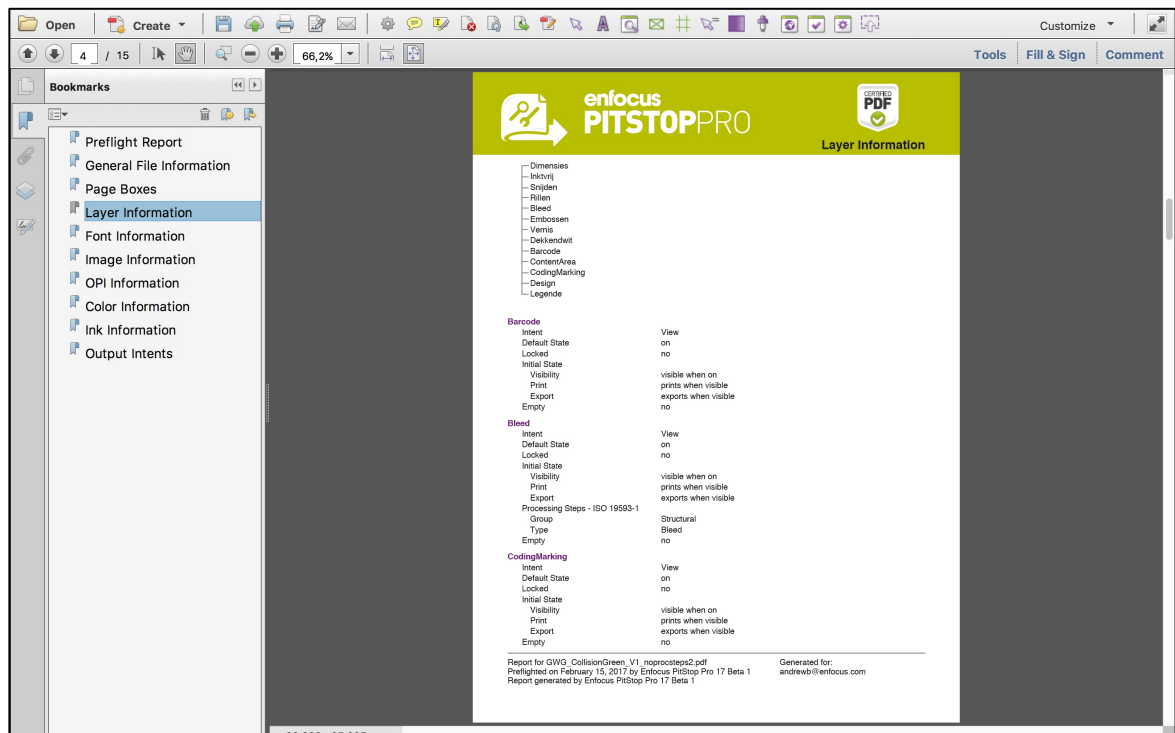 Open Create Customize
4 / 15 66,2% Tools Fill & Sign Comment
Bookmarks
Preflight Report
General File Information
Page Boxes
Layer Information
Font Information
Image Information
OPI Information
Color Information
Ink Information
Output Intents
enfocus
PITSTOPPRO
CERTIFIED
PDF
Layer Information
Dimensies
Inktvrij
Snijden
Rillen
Bleed
Embossen
Vernis
Dekkendwit
Barcode
ContentArea
CodingMarking
Design
Legende
Barcode
Intent View
Default State on
Locked no
Initial State
Visibility visible when on
Print prints when visible
Export exports when visible
Empty no
Bleed
Intent View
Default State on
Locked no
Initial State
Visibility visible when on
Print prints when visible
Export exports when visible
Processing Steps - ISO 19593-1
Group Structural
Type Bleed
Empty no
CodingMarking
Intent View
Default State on
Locked no
Initial State
Visibility visible when on
Print prints when visible
Export exports when visible
Empty no
Report for GWG_CollisionGreen_V1_noprocsteps2.pdf Generated for:
Preflighted on February 15, 2017 by Enfocus PitStop Pro 17 Beta 1 andrewb@enfocus.com
Report generated by Enfocus PitStop Pro 17 Beta 1